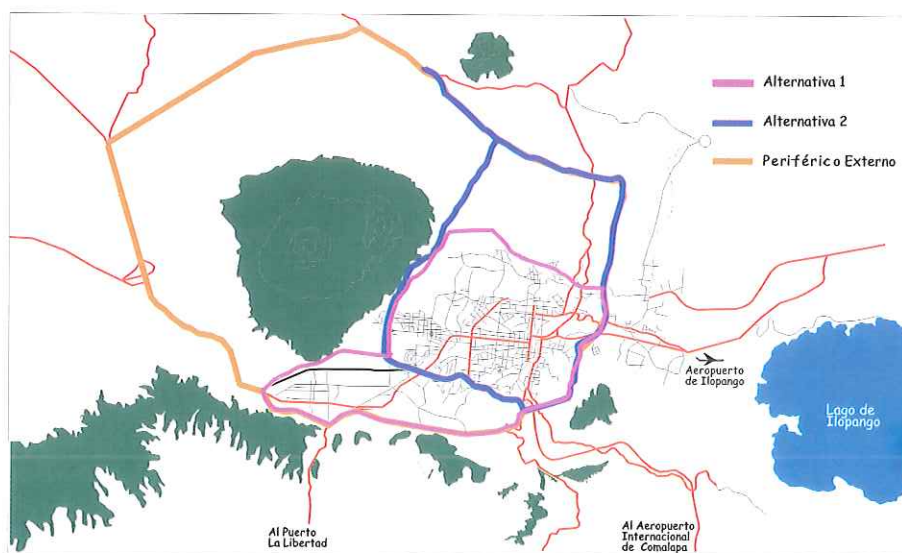 Alternativa 1
Alternativa 2
Periférico Externo
Aeropuerto
de Ilopango
Lago de
Ilopango
Al Puerto
La Libertad
Al Aeropuerto
Internacional
de Comalapa